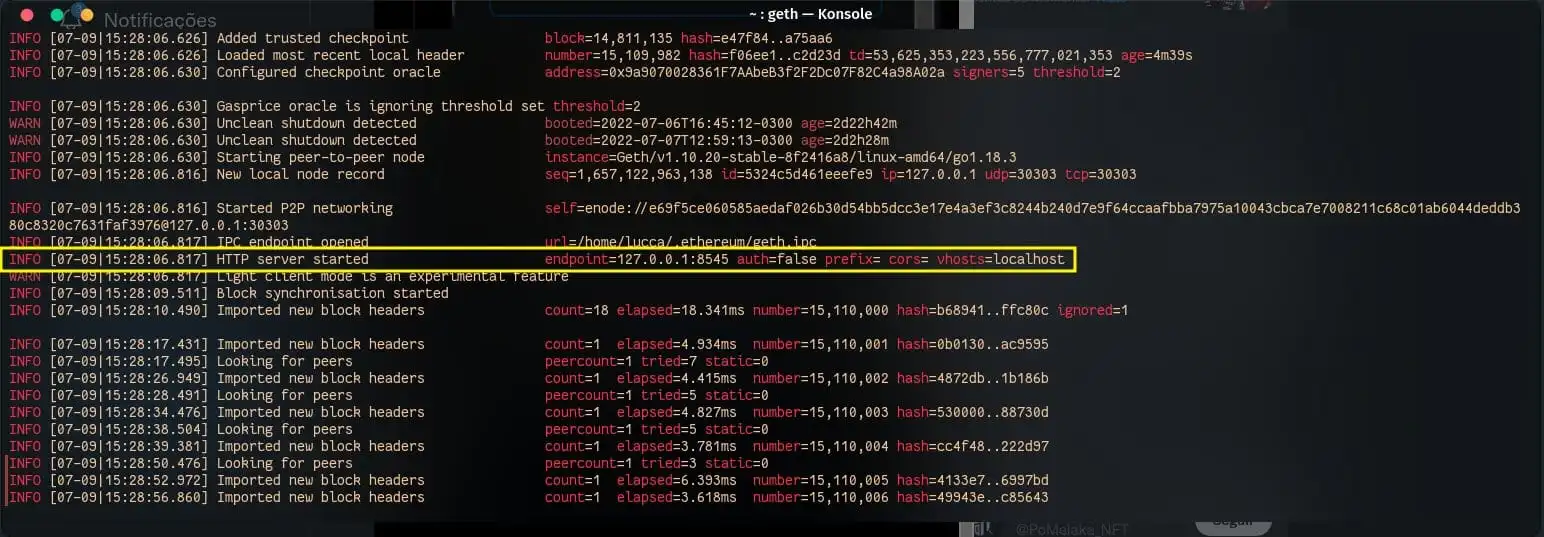 Notificações
~ : geth — Konsole
INFO [07-09|15:28:06.626] Added trusted checkpoint block=14,811,135 hash=e47f84..a75aa6
INFO [07-09|15:28:06.626] Loaded most recent local header number=15,109,982 hash=f06ee1..c2d23d td=53,625,353,223,556,777,021,353 age=4m39s
INFO [07-09|15:28:06.630] Configured checkpoint oracle address=0x9a9070028361F7AAbeB3f2F2Dc07F82C4a98A02a signers=5 threshold=2
INFO [07-09|15:28:06.630] Gasprice oracle is ignoring threshold set threshold=2
WARN [07-09|15:28:06.630] Unclean shutdown detected booted=2022-07-06T16:45:12-0300 age=2d22h42m
WARN [07-09|15:28:06.630] Unclean shutdown detected booted=2022-07-07T12:59:13-0300 age=2d2h28m
INFO [07-09|15:28:06.630] Starting peer-to-peer node instance=Geth/v1.10.20-stable-8f2416a8/linux-amd64/go1.18.3
INFO [07-09|15:28:06.816] New local node record seq=1,657,122,963,138 id=5324c5d461eeefe9 ip=127.0.0.1 udp=30303 tcp=30303
INFO [07-09|15:28:06.816] Started P2P networking self=enode://e69f5ce060585aedaf026b30d54bb5dcc3e17e4a3ef3c8244b240d7e9f64ccaafbba7975a10043cbca7e7008211c68c01ab6044deddb3
80c8320c7631faf3976@127.0.0.1:30303
INFO [07-09|15:28:06.817] IPC endpoint opened url=/home/lucca/.ethereum/geth.ipc
INFO [07-09|15:28:06.817] HTTP server started endpoint=127.0.0.1:8545 auth=false prefix= cors= vhosts=localhost
WARN [07-09|15:28:06.817] Light client mode is an experimental feature
INFO [07-09|15:28:09.511] Block synchronisation started
INFO [07-09|15:28:10.490] Imported new block headers count=18 elapsed=18.341ms number=15,110,000 hash=b68941..ffc80c ignored=1
INFO [07-09|15:28:17.431] Imported new block headers count=1 elapsed=4.934ms number=15,110,001 hash=0b0130..ac9595
INFO [07-09|15:28:17.495] Looking for peers peercount=1 tried=7 static=0
INFO [07-09|15:28:26.949] Imported new block headers count=1 elapsed=4.415ms number=15,110,002 hash=4872db..1b186b
INFO [07-09|15:28:28.491] Looking for peers peercount=1 tried=5 static=0
INFO [07-09|15:28:34.476] Imported new block headers count=1 elapsed=4.827ms number=15,110,003 hash=530000..88730d
INFO [07-09|15:28:38.504] Looking for peers peercount=1 tried=5 static=0
INFO [07-09|15:28:39.381] Imported new block headers count=1 elapsed=3.781ms number=15,110,004 hash=cc4f48..222d97
INFO [07-09|15:28:50.476] Looking for peers peercount=1 tried=3 static=0
INFO [07-09|15:28:52.972] Imported new block headers count=1 elapsed=6.393ms number=15,110,005 hash=4133e7..6997bd
INFO [07-09|15:28:56.860] Imported new block headers count=1 elapsed=3.618ms number=15,110,006 hash=49943e..c85643
@PoMelake_NFT
Seguir